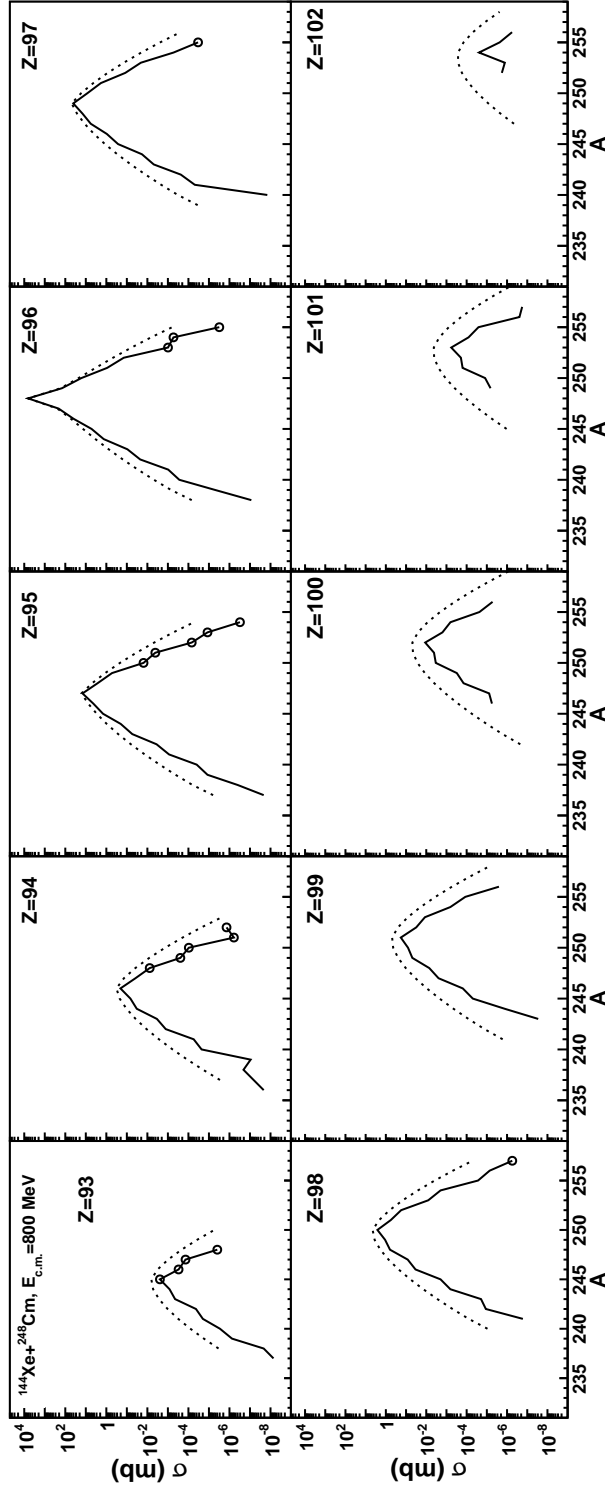 ¹⁴⁴Xe+ ²⁴⁸Cm, E_c.m.=800 MeV
Z=93
Z=94
Z=95
Z=96
Z=97
σ (mb)
10⁴
10²
1
10⁻²
10⁻⁴
10⁻⁶
10⁻⁸
Z=98
Z=99
Z=100
Z=101
Z=102
σ (mb)
10⁴
10²
1
10⁻²
10⁻⁴
10⁻⁶
10⁻⁸
235 240 245 250 255
235 240 245 250 255
235 240 245 250 255
235 240 245 250 255
235 240 245 250 255
A
A
A
A
A